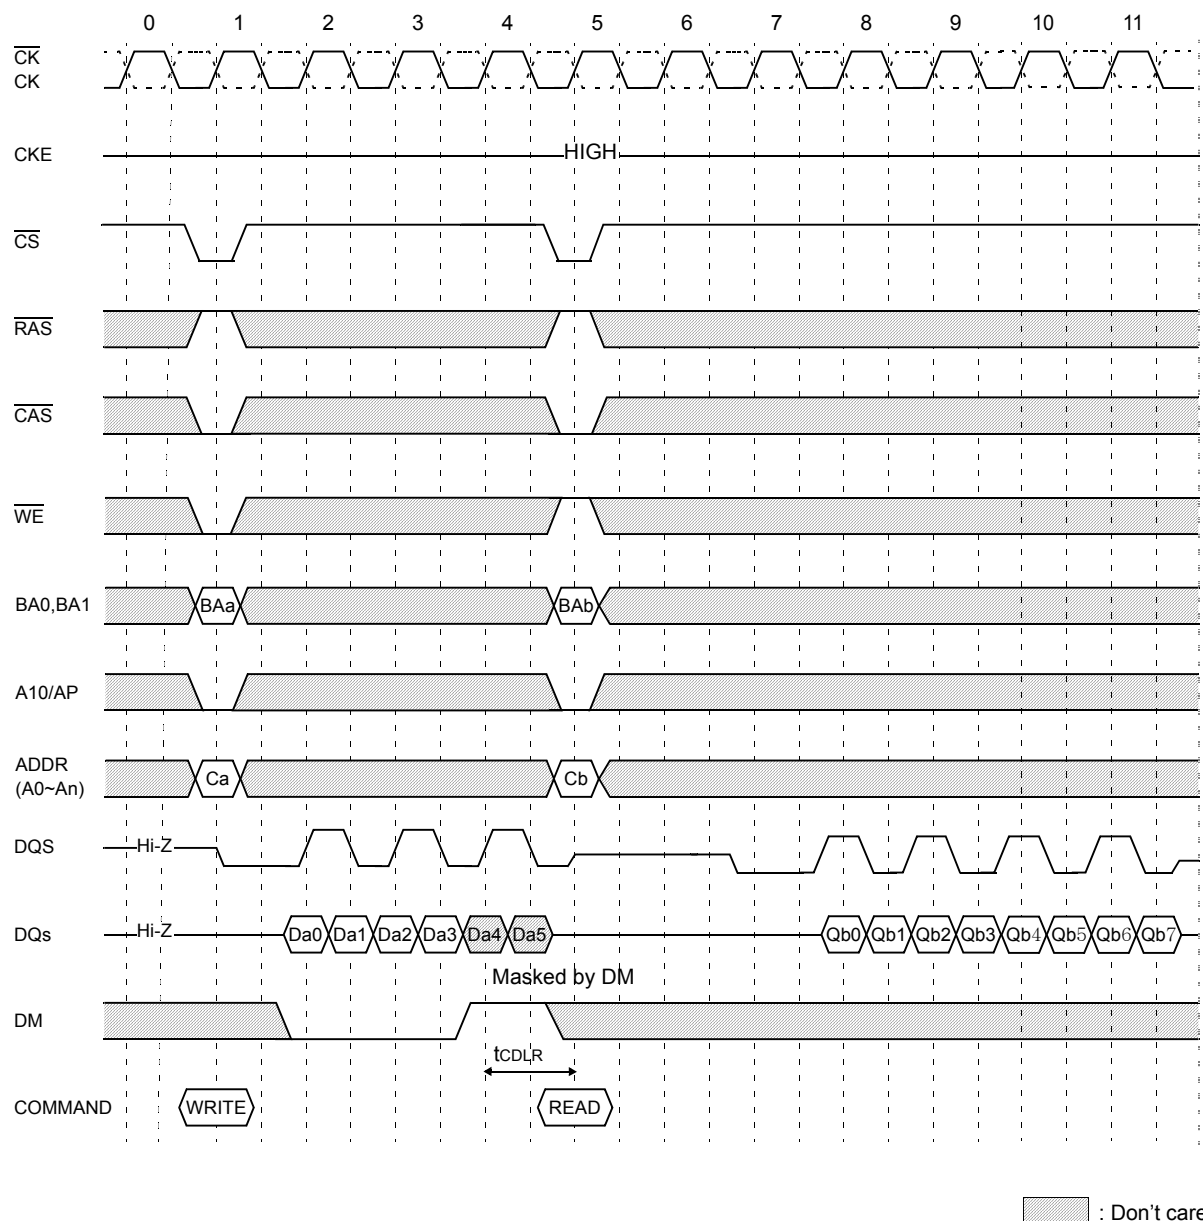 0 1 2 3 4 5 6 7 8 9 10 11
CK
CK
CKE HIGH
CS
RAS
CAS
WE
BA0,BA1 BAa BAb
A10/AP
ADDR
(A0~An) Ca Cb
DQS Hi-Z
DQs Hi-Z Da0 Da1 Da2 Da3 Da4 Da5 Qb0 Qb1 Qb2 Qb3 Qb4 Qb5 Qb6 Qb7
Masked by DM
DM
tCDLR
COMMAND WRITE READ
: Don't care